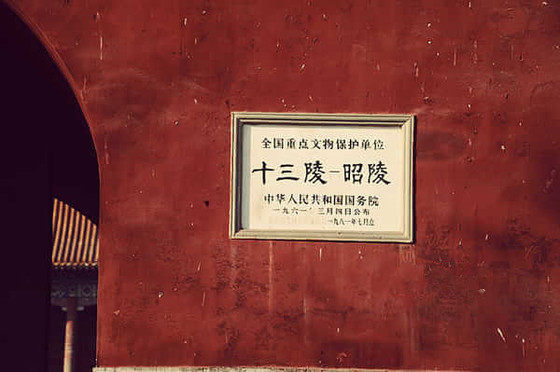 全国重点文物保护单位
十三陵－昭陵
中华人民共和国国务院
一九六一年三月四日公布
一九八一年七月立